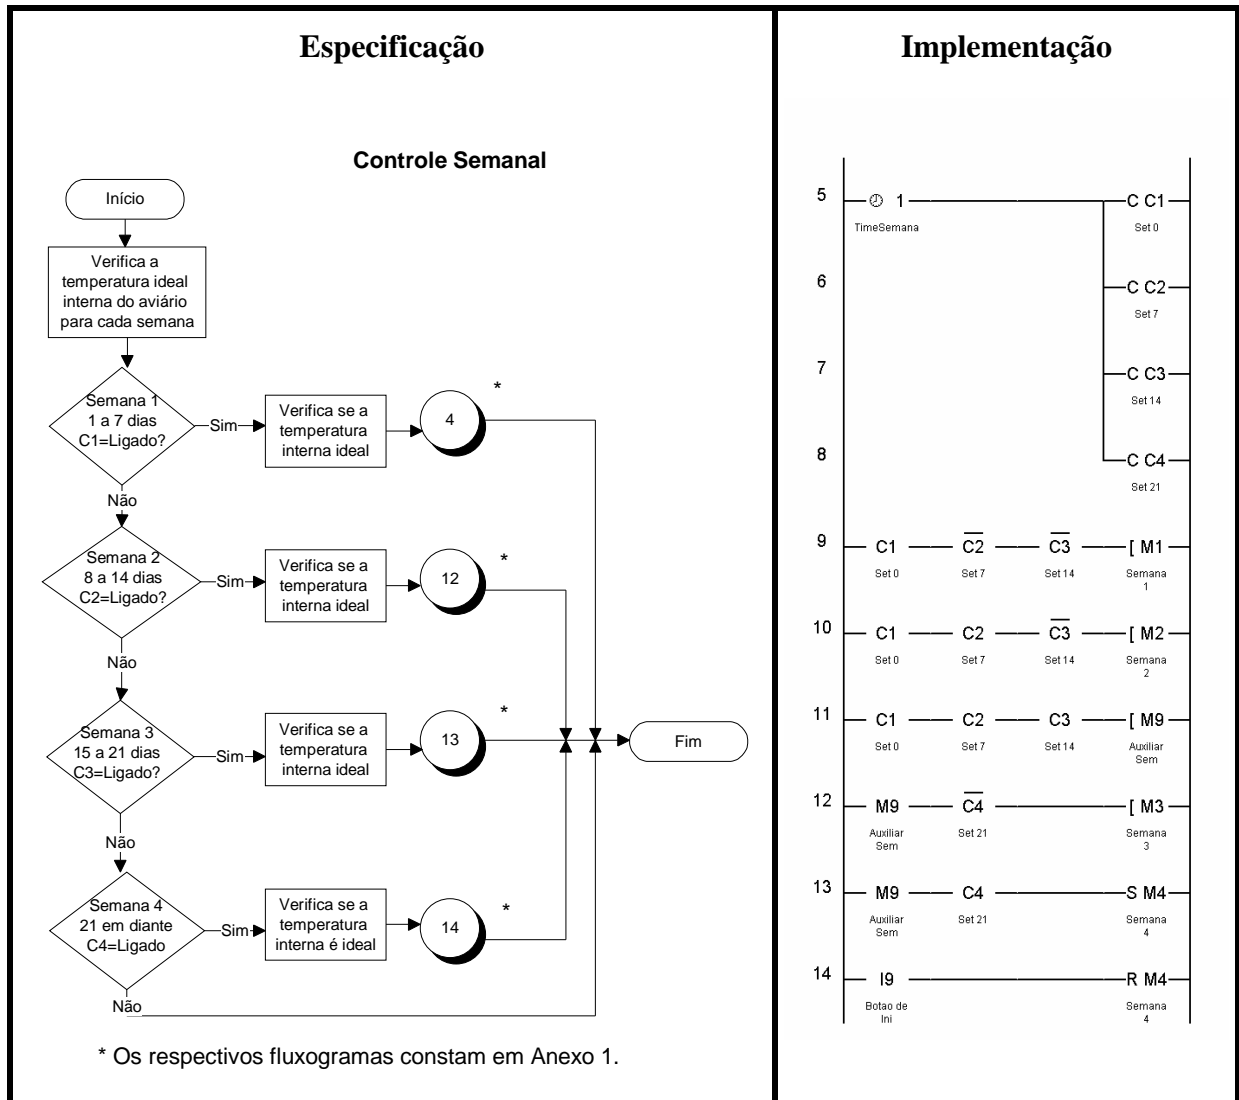 Especificação
Controle Semanal
Início
Verifica a
temperatura ideal
interna do aviário
para cada semana
Semana 1
1 a 7 dias
C1=Ligado?
Sim
Verifica se a
temperatura
interna ideal
4
*
Não
Semana 2
8 a 14 dias
C2=Ligado?
Sim
Verifica se a
temperatura
interna ideal
12
*
Não
Semana 3
15 a 21 dias
C3=Ligado?
Sim
Verifica se a
temperatura
interna ideal
13
*
Fim
Não
Semana 4
21 em diante
C4=Ligado
Sim
Verifica se a
temperatura
interna é ideal
14
*
Não
* Os respectivos fluxogramas constam em Anexo 1.
Implementação
5 1 C C1
TimeSemana Set 0
6 C C2
Set 7
7 C C3
Set 14
8 C C4
Set 21
9 C1 C̅2̅ C̅3̅ [ M1
Set 0 Set 7 Set 14 Semana
1
10 C1 C2 C̅3̅ [ M2
Set 0 Set 7 Set 14 Semana
2
11 C1 C2 C3 [ M9
Set 0 Set 7 Set 14 Auxiliar
Sem
12 M9 C̅4̅ [ M3
Auxiliar Set 21 Semana
Sem 3
13 M9 C4 S M4
Auxiliar Set 21 Semana
Sem 4
14 I9 R M4
Botao de Semana
Ini 4